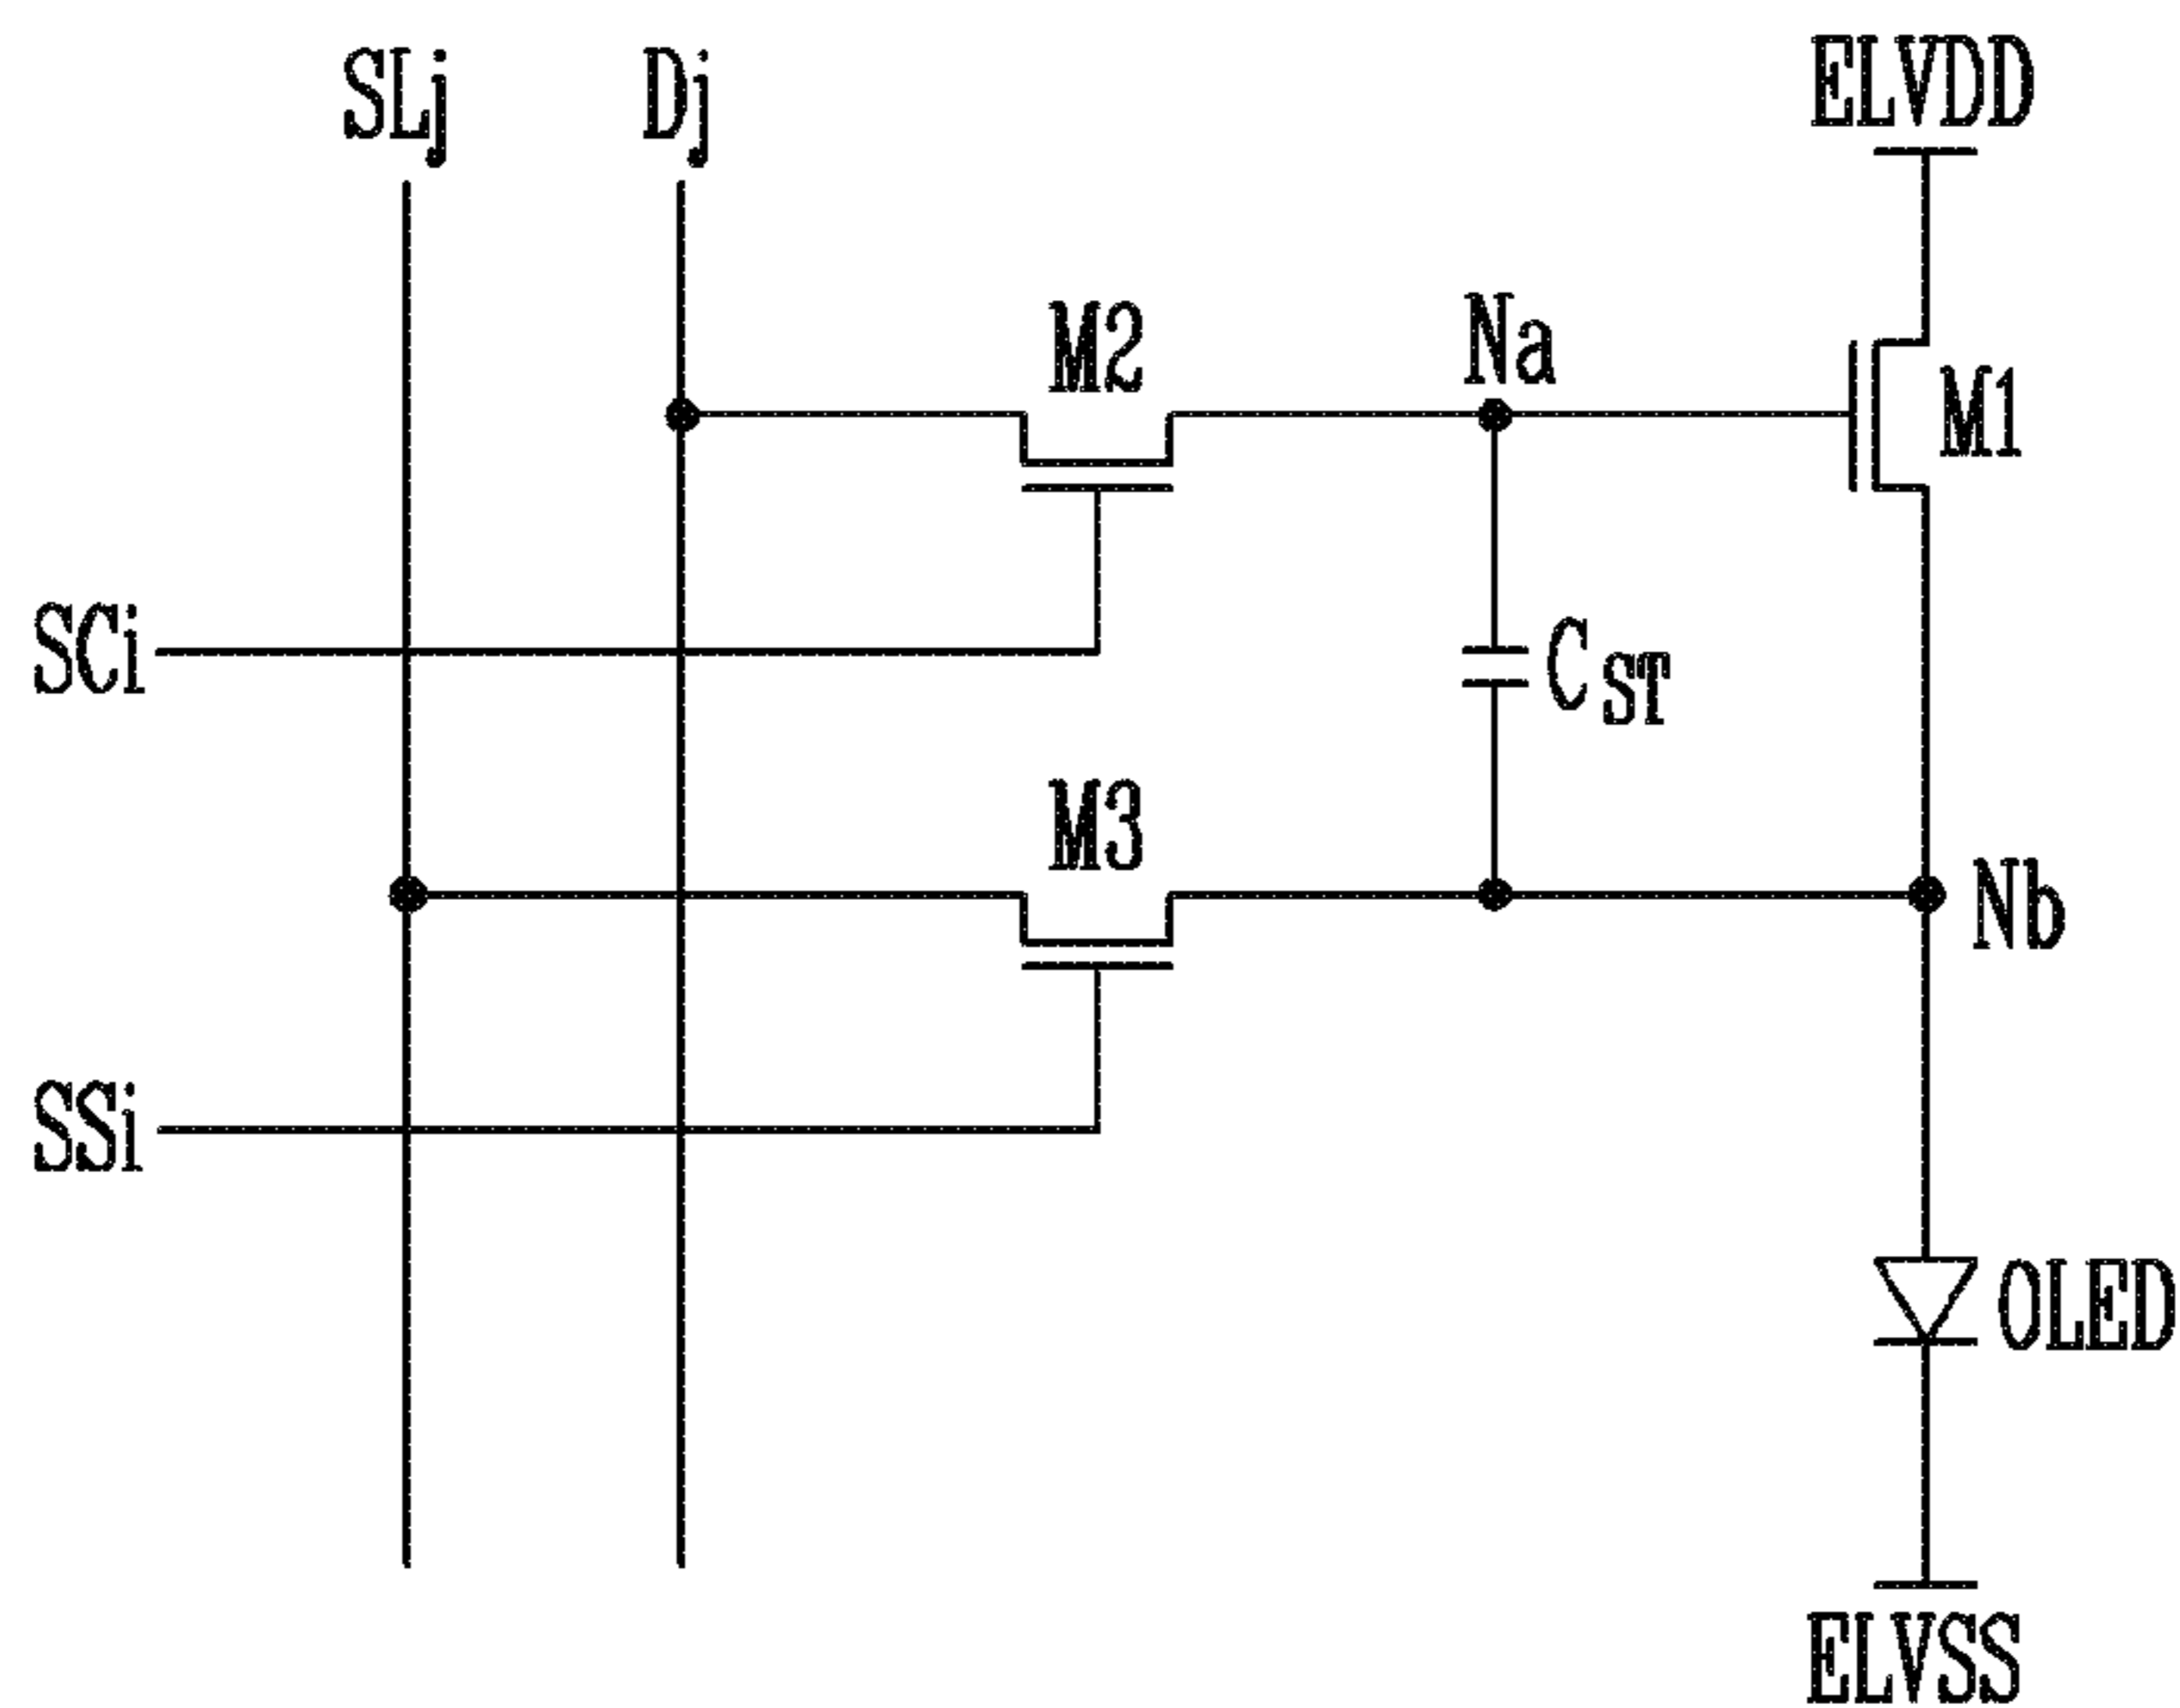 SLj
Dj
ELVDD
M2
Na
M1
SCi
CST
M3
Nb
SSi
OLED
ELVSS